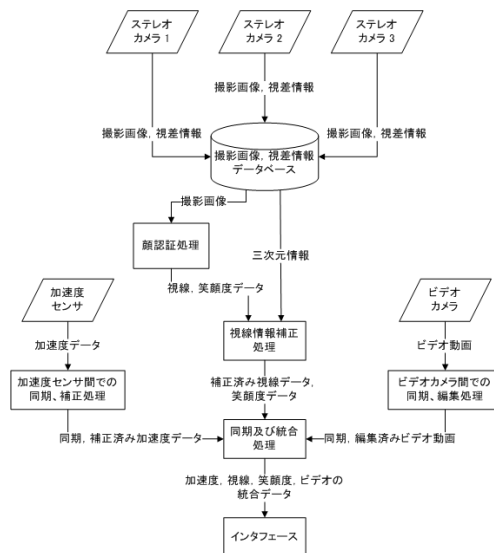 ステレオ
カメラ1
ステレオ
カメラ2
ステレオ
カメラ3
撮影画像, 視差情報
撮影画像, 視差情報
撮影画像, 視差情報
撮影画像, 視差情報
データベース
撮影画像
顔認証処理
三次元情報
視線, 笑顔度データ
加速度
センサ
ビデオ
カメラ
視線情報補正
処理
加速度データ
ビデオ動画
加速度センサ間での
同期、補正処理
補正済み視線データ,
笑顔度データ
ビデオカメラ間での
同期、編集処理
同期, 補正済み加速度データ
同期及び統合
処理
同期, 編集済みビデオ動画
加速度, 視線, 笑顔度, ビデオの
統合データ
インタフェース